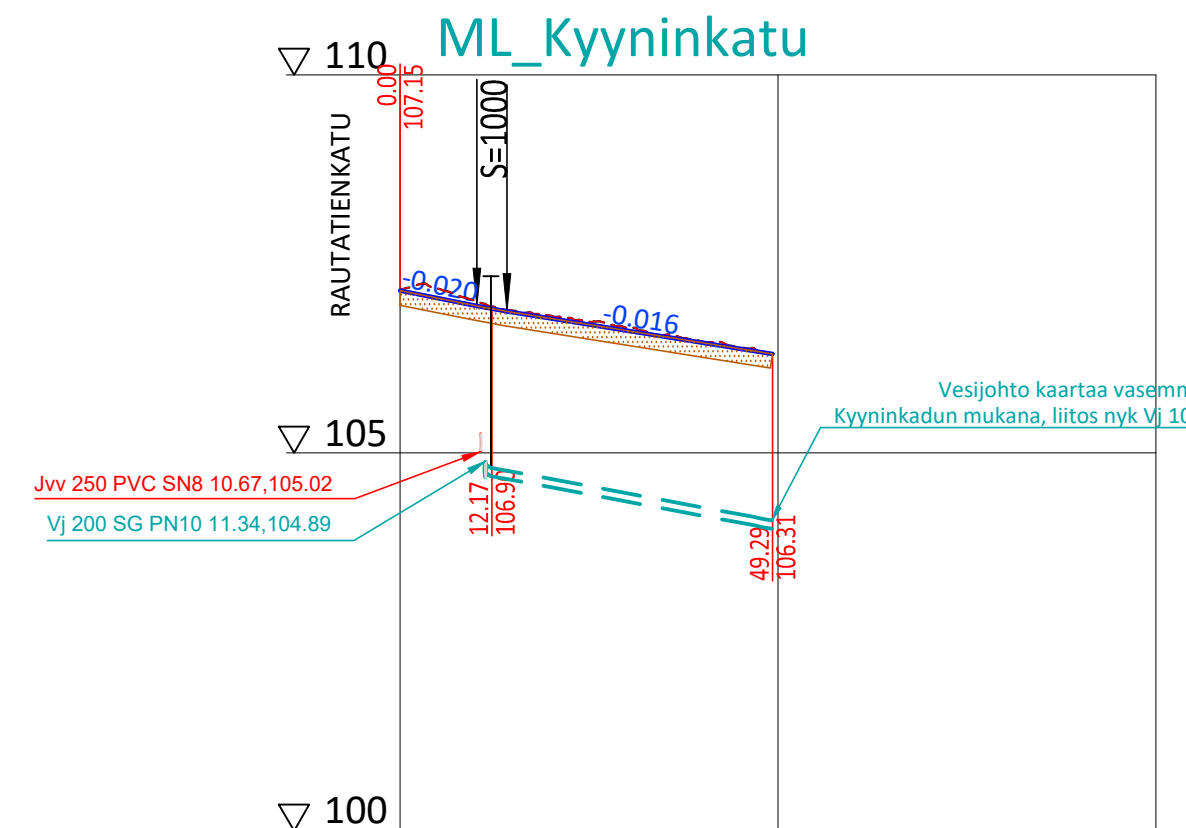 ML_Kyyninkatu
110
0.00
107.15
RAUTATIENKATU
S=1000
-0.020
-0.016
Vesijohto kaartaa vasemm
Kyyninkadun mukana, liitos nyk Vj 10
105
Jvv 250 PVC SN8 10.67,105.02
Vj 200 SG PN10 11.34,104.89
12.17
49.29
106.31
100